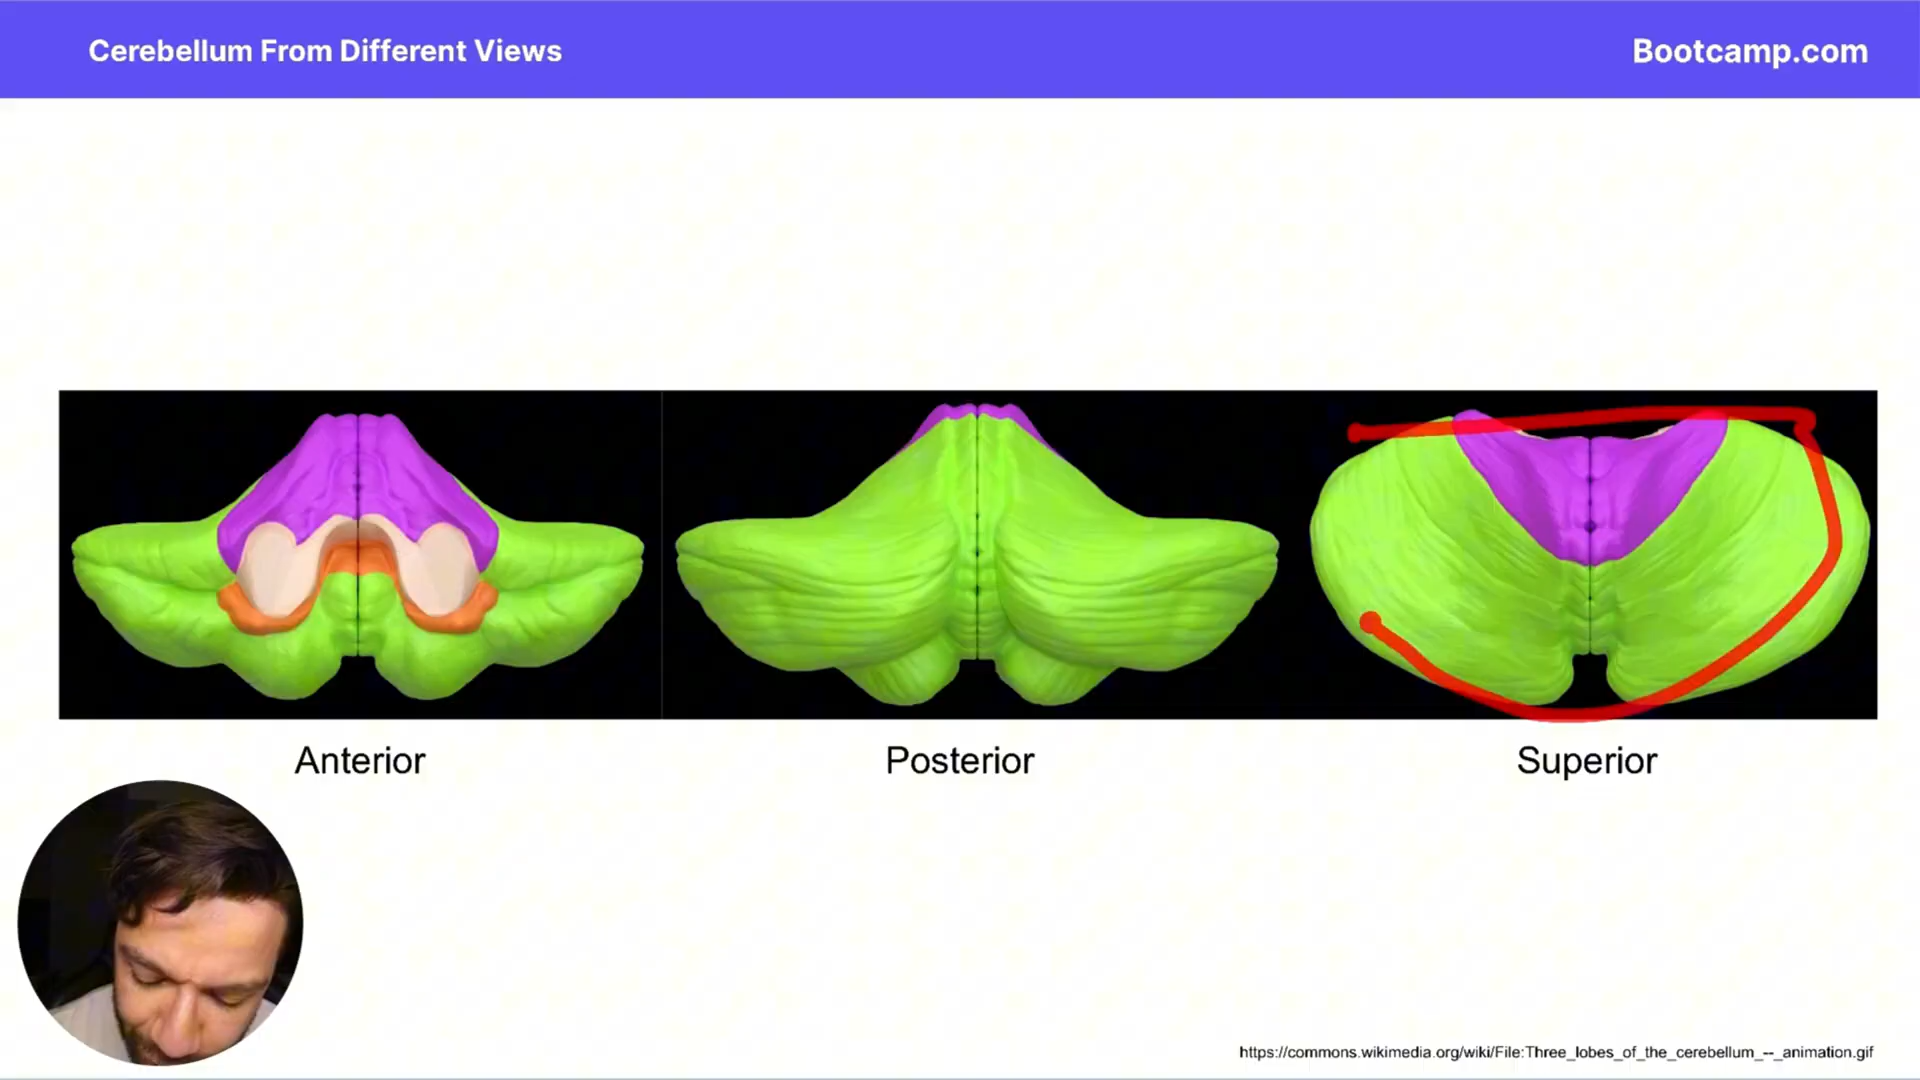 Cerebellum From Different Views
Bootcamp.com
Anterior
Posterior
Superior
https://commons.wikimedia.org/wiki/File:Three_lobes_of_the_cerebellum_--_animation.gif